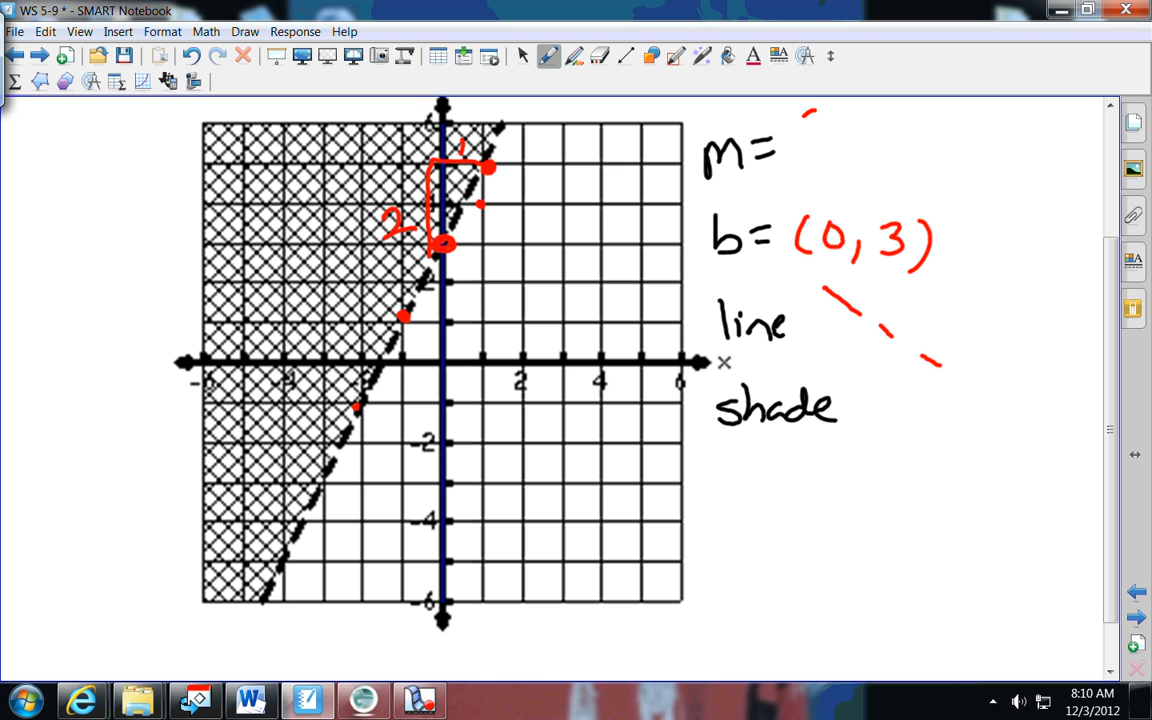 WS 5-9 * - SMART Notebook
File Edit View Insert Format Math Draw Response Help
6
m=
1
2
b= (0, 3)
2
line
-6 -4 2 4 6 x
shade
-2
-4
-6
8:10 AM
12/3/2012